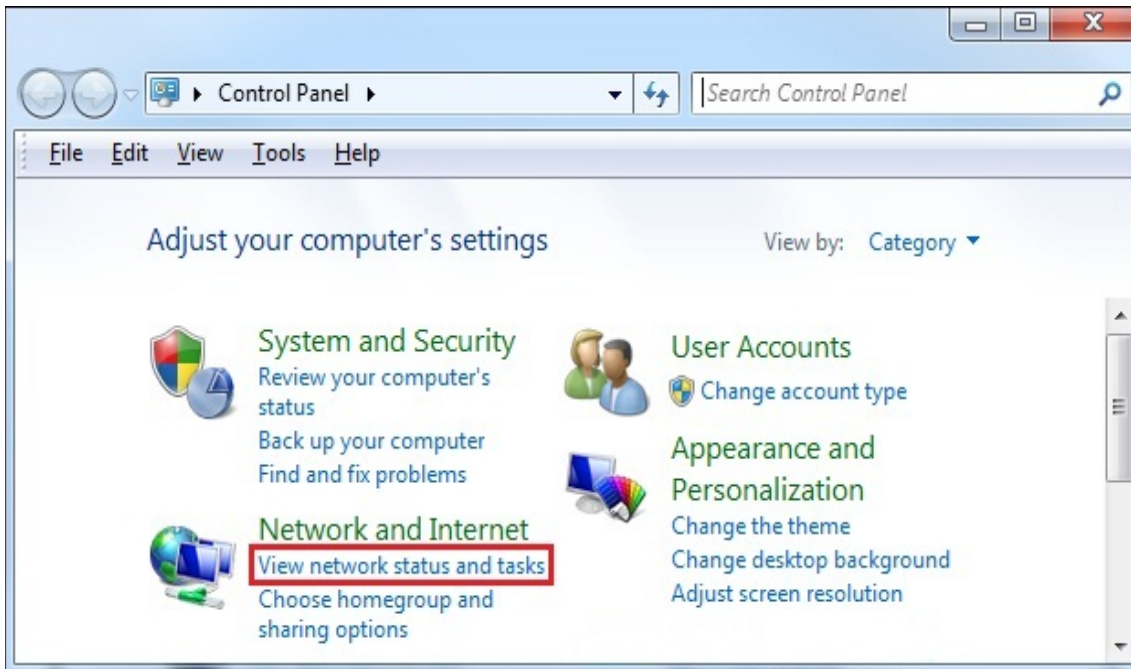 Control Panel
Search Control Panel
File Edit View Tools Help
Adjust your computer's settings
View by: Category
System and Security
Review your computer's
status
Back up your computer
Find and fix problems
Network and Internet
View network status and tasks
Choose homegroup and
sharing options
User Accounts
Change account type
Appearance and
Personalization
Change the theme
Change desktop background
Adjust screen resolution